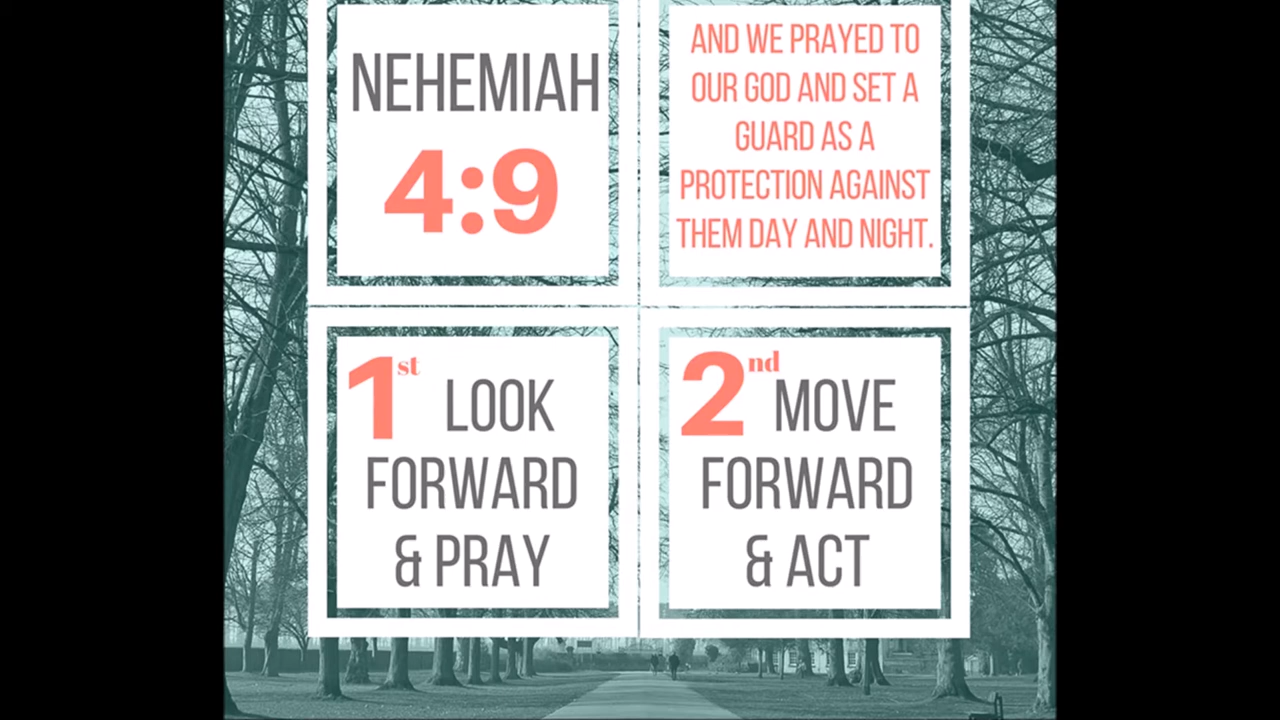 NEHEMIAH
4:9
AND WE PRAYED TO
OUR GOD AND SET A
GUARD AS A
PROTECTION AGAINST
THEM DAY AND NIGHT.
1st LOOK
FORWARD
& PRAY
2nd MOVE
FORWARD
& ACT